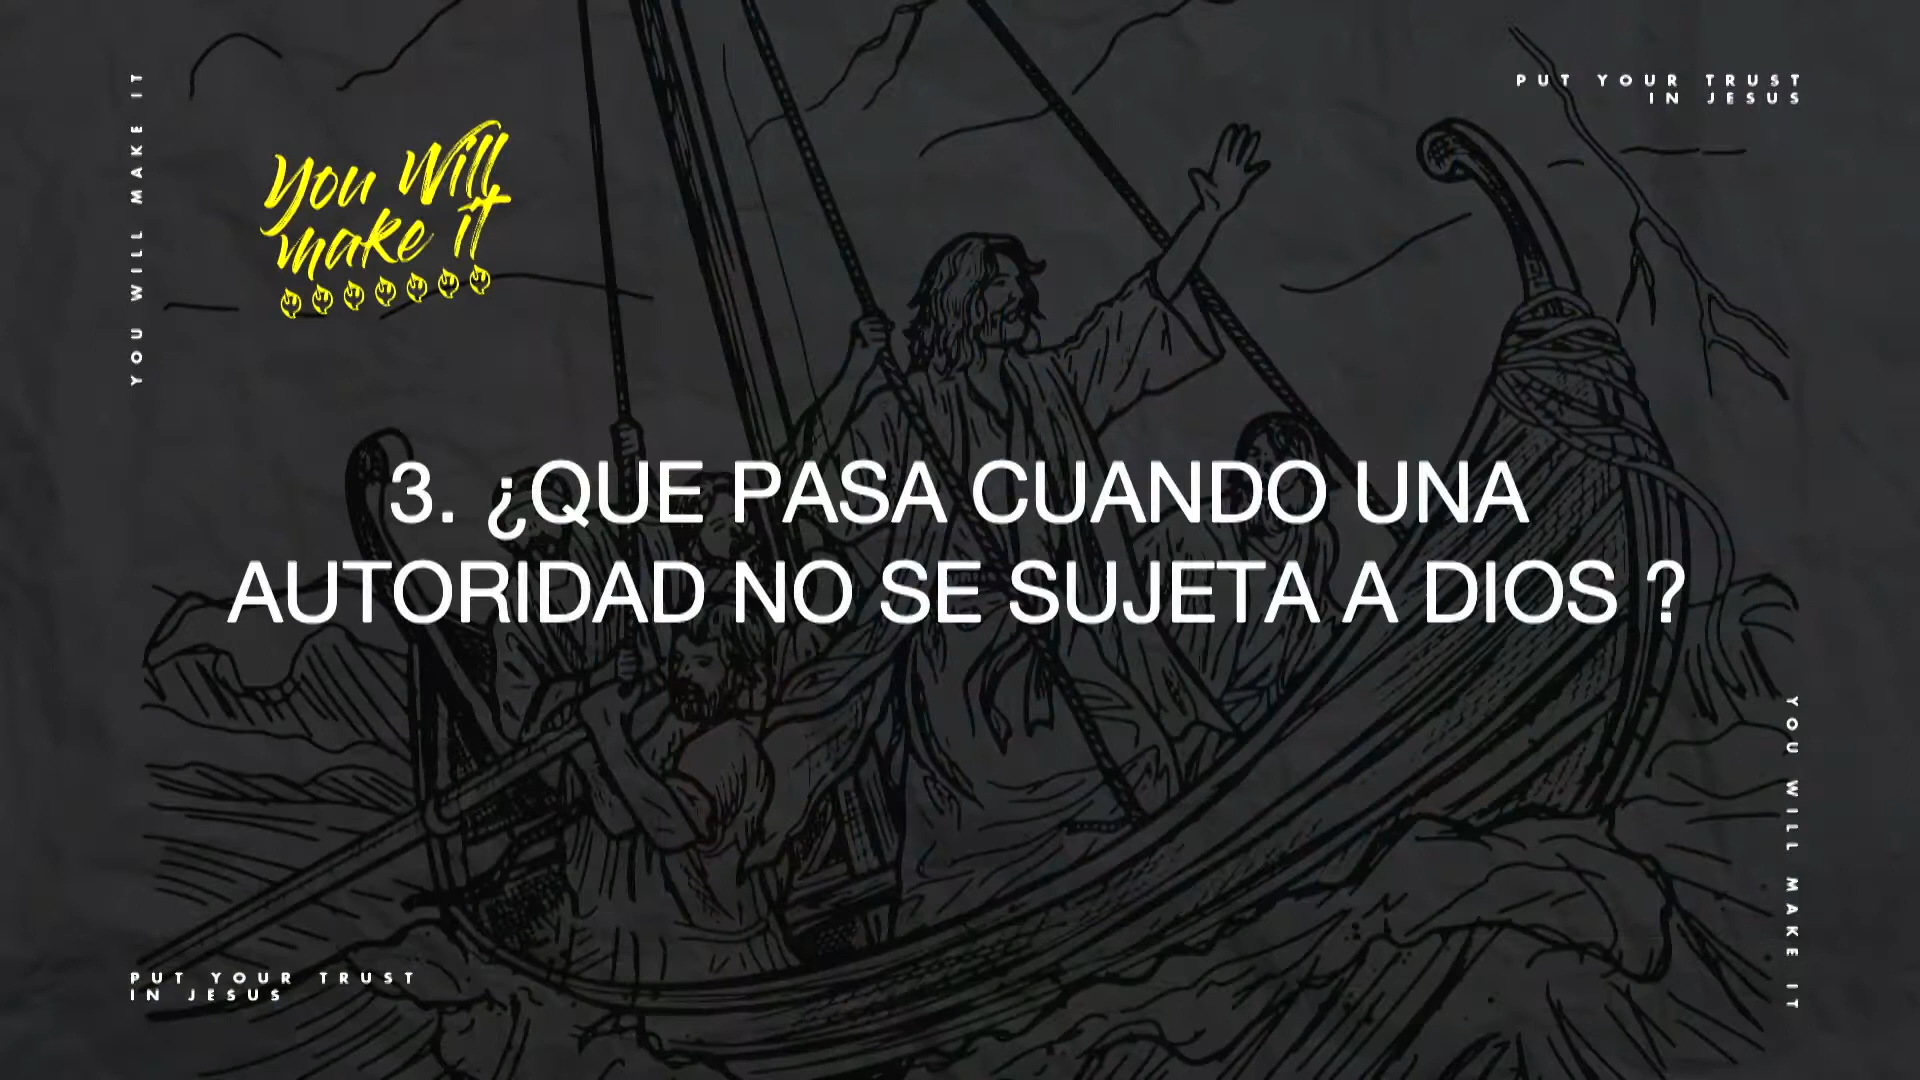 YOU WILL MAKE IT
PUT YOUR TRUST
IN JESUS
You Will
make it
3. ¿QUE PASA CUANDO UNA
AUTORIDAD NO SE SUJETA A DIOS ?
YOU WILL MAKE IT
PUT YOUR TRUST
IN JESUS